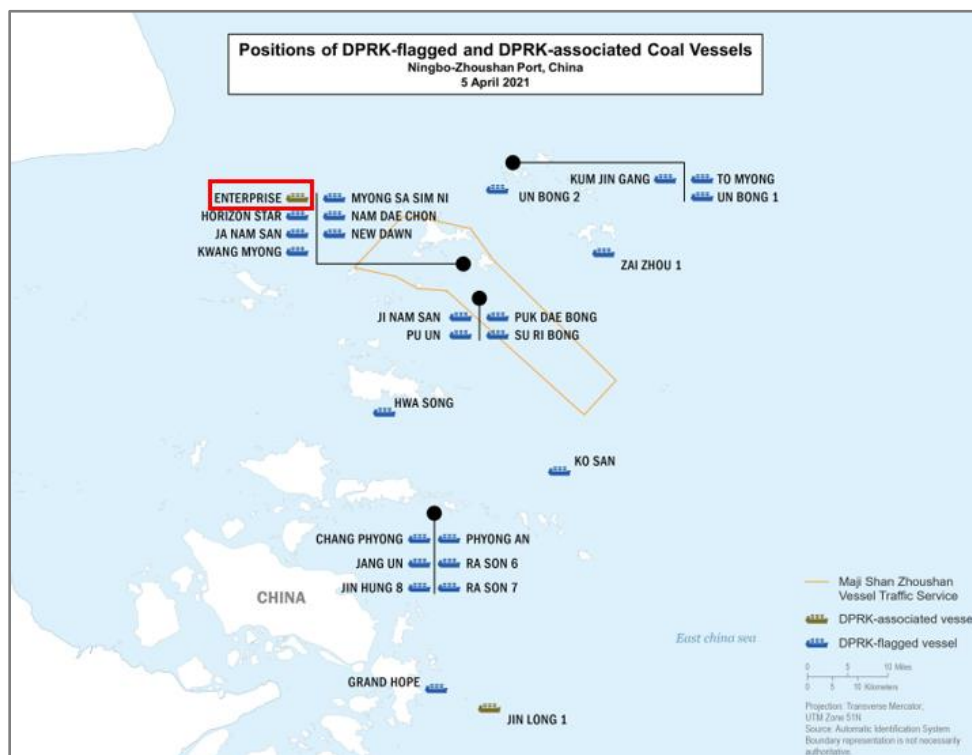 Positions of DPRK-flagged and DPRK-associated Coal Vessels
Ningbo-Zhoushan Port, China
5 April 2021
KUM JIN GANG
TO MYONG
UN BONG 2
UN BONG 1
ENTERPRISE
MYONG SA SIM NI
HORIZON STAR
NAM DAE CHON
JA NAM SAN
NEW DAWN
KWANG MYONG
ZAI ZHOU 1
JI NAM SAN
PUK DAE BONG
PU UN
SU RI BONG
HWA SONG
KO SAN
CHANG PHYONG
PHYONG AN
JANG UN
RA SON 6
JIN HUNG 8
RA SON 7
CHINA
East china sea
GRAND HOPE
JIN LONG 1
Maji Shan Zhoushan
Vessel Traffic Service
DPRK-associated vesse
DPRK-flagged vessel
0 5 10 Miles
0 5 10 Kilometers
Projection: Transverse Mercator;
UTM Zone 51N
Source: Automatic Identification System
Boundary representation is not necessarily
authoritative.